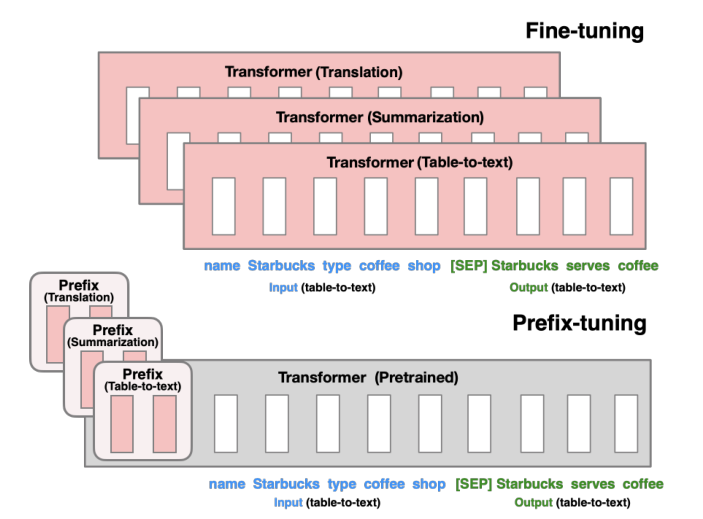 Fine-tuning
Transformer (Translation)
Transformer (Summarization)
Transformer (Table-to-text)
name Starbucks type coffee shop [SEP] Starbucks serves coffee
Input (table-to-text) Output (table-to-text)
Prefix-tuning
Prefix
(Translation)
Prefix
(Summarization)
Prefix
(Table-to-text)
Transformer (Pretrained)
name Starbucks type coffee shop [SEP] Starbucks serves coffee
Input (table-to-text) Output (table-to-text)